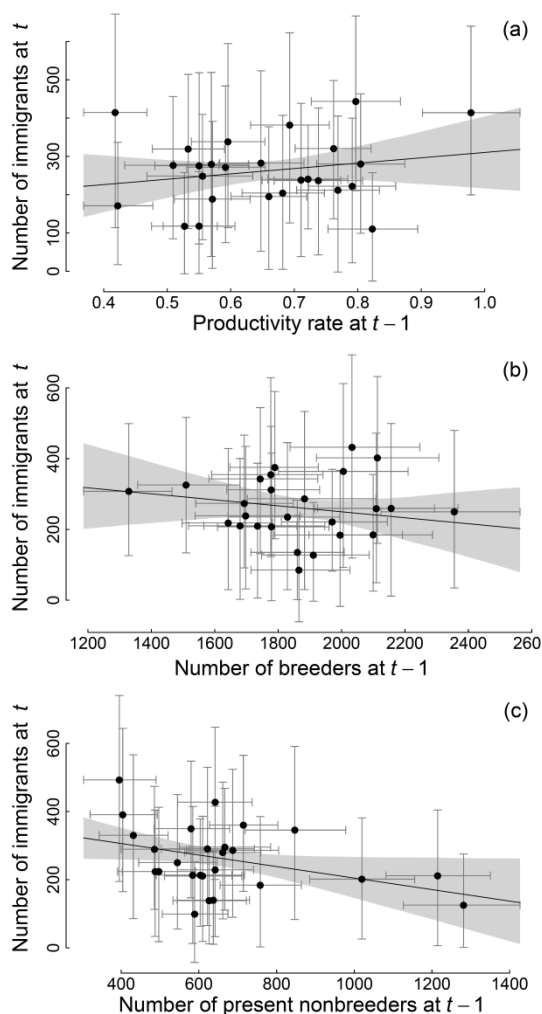 (a)
Number of immigrants at t
0 100 300 500
0.4 0.5 0.6 0.7 0.8 0.9 1.0
Productivity rate at t − 1
(b)
Number of immigrants at t
0 200 400 600
1200 1400 1600 1800 2000 2200 2400 260
Number of breeders at t − 1
(c)
Number of immigrants at t
0 200 400 600
400 600 800 1000 1200 1400
Number of present nonbreeders at t − 1